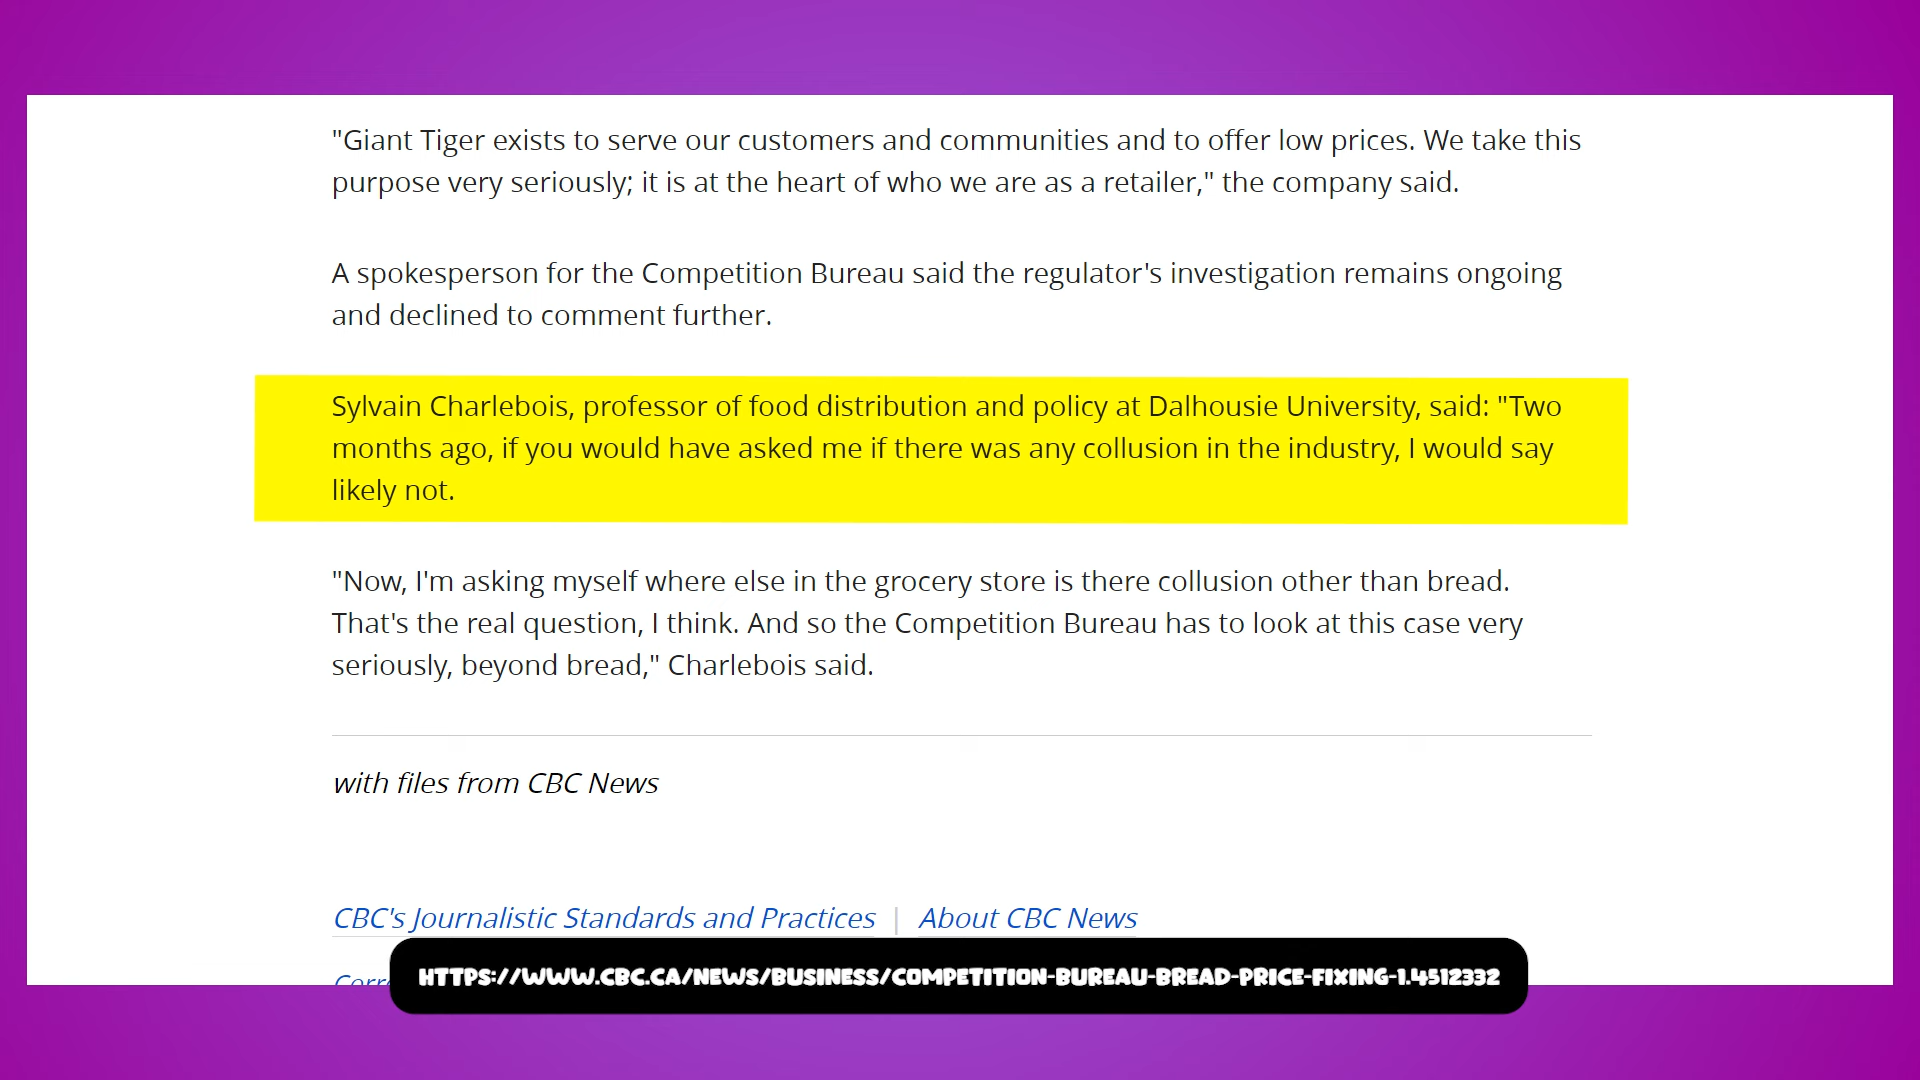 "Giant Tiger exists to serve our customers and communities and to offer low prices. We take this
purpose very seriously; it is at the heart of who we are as a retailer," the company said.
A spokesperson for the Competition Bureau said the regulator's investigation remains ongoing
and declined to comment further.
Sylvain Charlebois, professor of food distribution and policy at Dalhousie University, said: "Two
months ago, if you would have asked me if there was any collusion in the industry, I would say
likely not.
"Now, I'm asking myself where else in the grocery store is there collusion other than bread.
That's the real question, I think. And so the Competition Bureau has to look at this case very
seriously, beyond bread," Charlebois said.
with files from CBC News
CBC's Journalistic Standards and Practices | About CBC News
HTTPS://WWW.CBC.CA/NEWS/BUSINESS/COMPETITION-BUREAU-BREAD-PRICE-FIXING-1.4512332